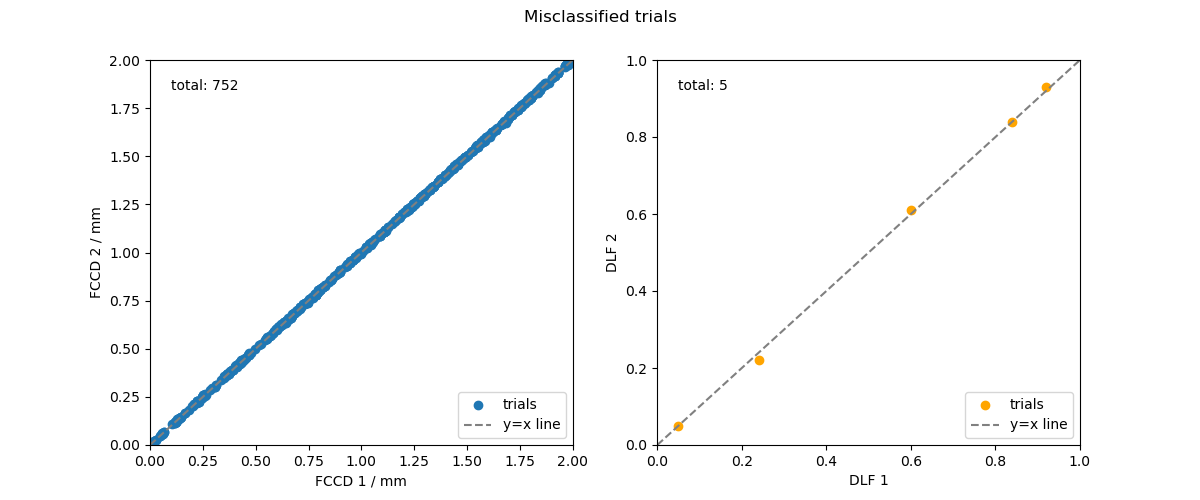 Misclassified trials
total: 752
2.00
1.75
1.50
1.25
1.00
0.75
0.50
0.25
0.00
FCCD 2 / mm
trials
y=x line
0.00 0.25 0.50 0.75 1.00 1.25 1.50 1.75 2.00
FCCD 1 / mm
total: 5
1.0
0.8
0.6
0.4
0.2
0.0
DLF 2
trials
y=x line
0.0 0.2 0.4 0.6 0.8 1.0
DLF 1